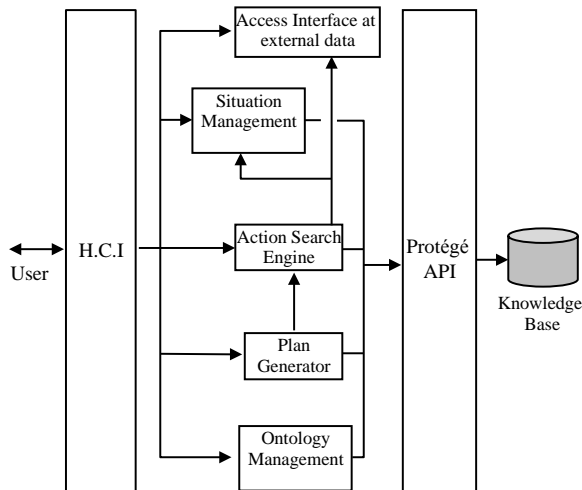 Access Interface at
external data
Situation
Management
Action Search
Engine
Plan
Generator
Ontology
Management
User
H.C.I
Protégé
API
Knowledge
Base